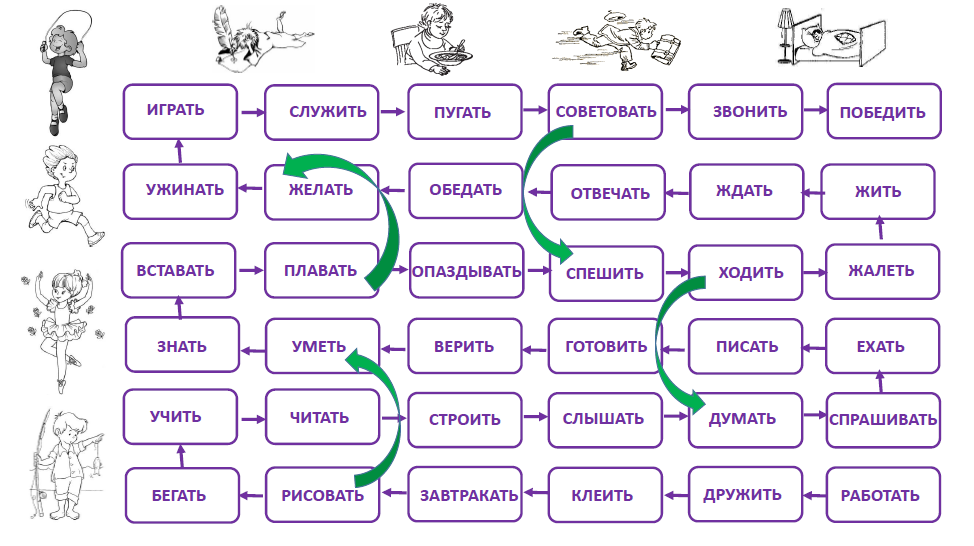 ИГРАТЬ
СЛУЖИТЬ
ПУГАТЬ
СОВЕТОВАТЬ
ЗВОНИТЬ
ПОБЕДИТЬ
УЖИНАТЬ
ЖЕЛАТЬ
ОБЕДАТЬ
ОТВЕЧАТЬ
ЖДАТЬ
ЖИТЬ
ВСТАВАТЬ
ПЛАВАТЬ
ОПАЗДЫВАТЬ
СПЕШИТЬ
ХОДИТЬ
ЖАЛЕТЬ
ЗНАТЬ
УМЕТЬ
ВЕРИТЬ
ГОТОВИТЬ
ПИСАТЬ
ЕХАТЬ
УЧИТЬ
ЧИТАТЬ
СТРОИТЬ
СЛЫШАТЬ
ДУМАТЬ
СПРАШИВАТЬ
БЕГАТЬ
РИСОВАТЬ
ЗАВТРАКАТЬ
КЛЕИТЬ
ДРУЖИТЬ
РАБОТАТЬ